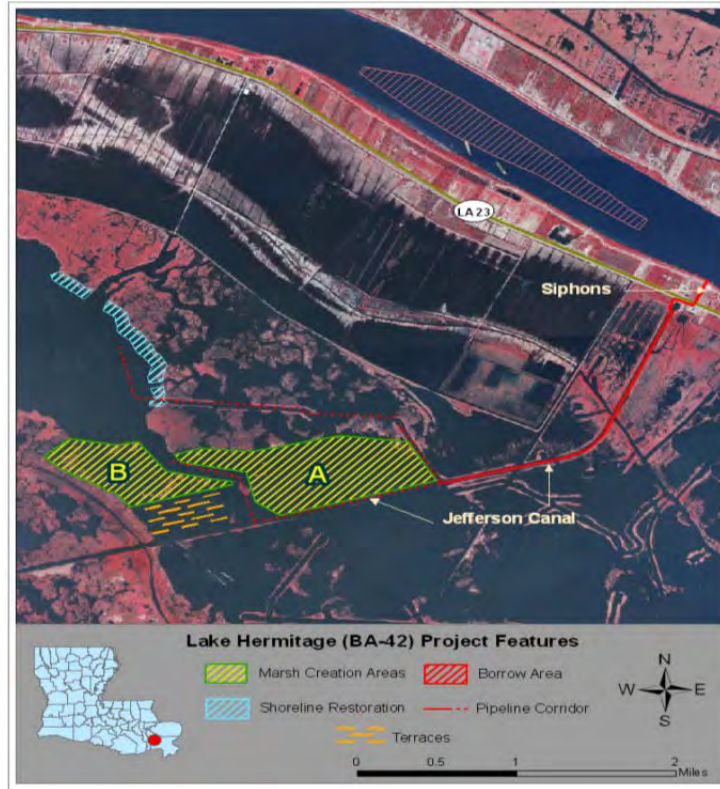 LA 23
Siphons
B
A
Jefferson Canal
Lake Hermitage (BA-42) Project Features
Marsh Creation Areas
Borrow Area
Shoreline Restoration
Pipeline Corridor
Terraces
N
W E
S
0 0.5 1 2
Miles